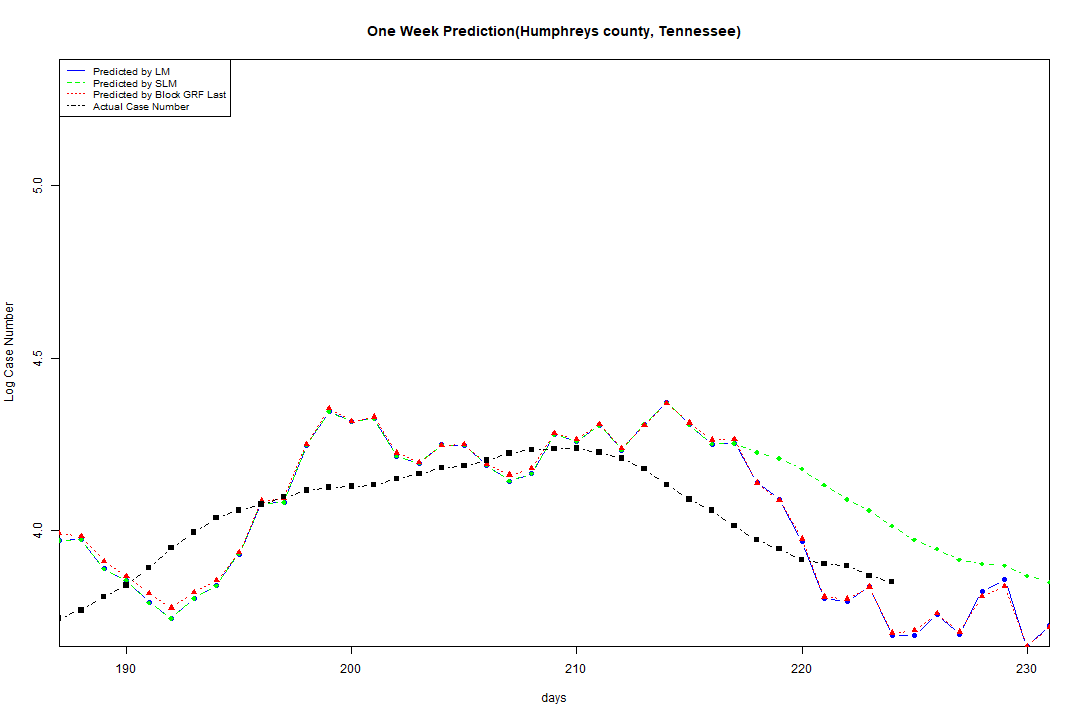 One Week Prediction(Humphreys county, Tennessee)
Predicted by LM
Predicted by SLM
Predicted by Block GRF Last
Actual Case Number
5.0
4.5
4.0
Log Case Number
190 200 210 220 230
days